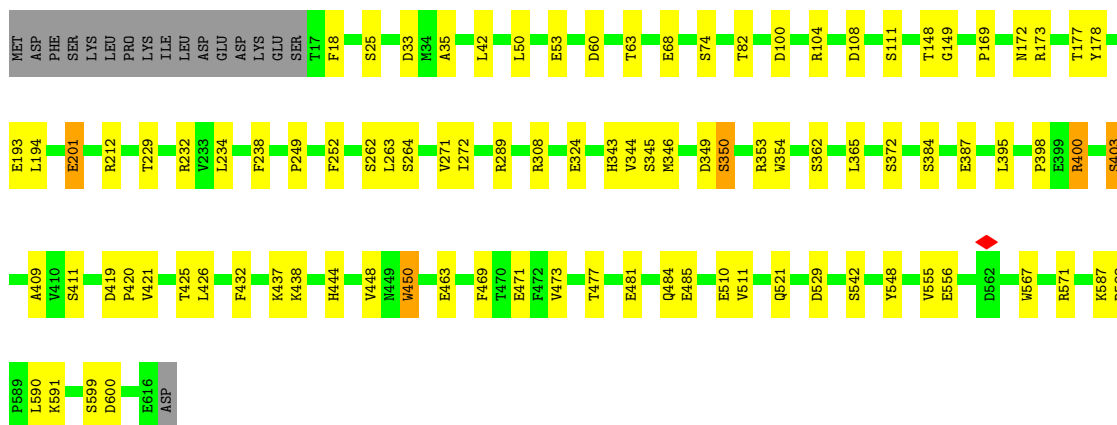 MET ASP PHE SER LYS LEU PRO LYS ILE LEU ASP ASP GLU LYS GLU SER T17 F18 S25 D33 M34 A35 L42 L50 E53 D60 T63 E68 S74 T82 D100 R104 D108 S111 T148 G149 P169 N172 R173 T177 Y178
E193 L194 E201 R212 T229 R232 V233 L234 F238 P249 F252 S262 L263 S264 V271 I272 R289 R308 E324 H343 V344 S345 M346 D349 S350 R353 W354 S362 L365 S372 S384 E387 L395 P398 E399 R400 S403
A409 V410 S411 D419 P420 V421 T425 L426 F432 K437 K438 H444 V448 N449 W450 E463 F469 T470 E471 F472 V473 T477 E481 Q484 E485 E510 V511 Q521 D529 S542 Y548 V555 E556 D562 W567 R571 K587
P589 L590 K591 S599 D600 E616 ASP